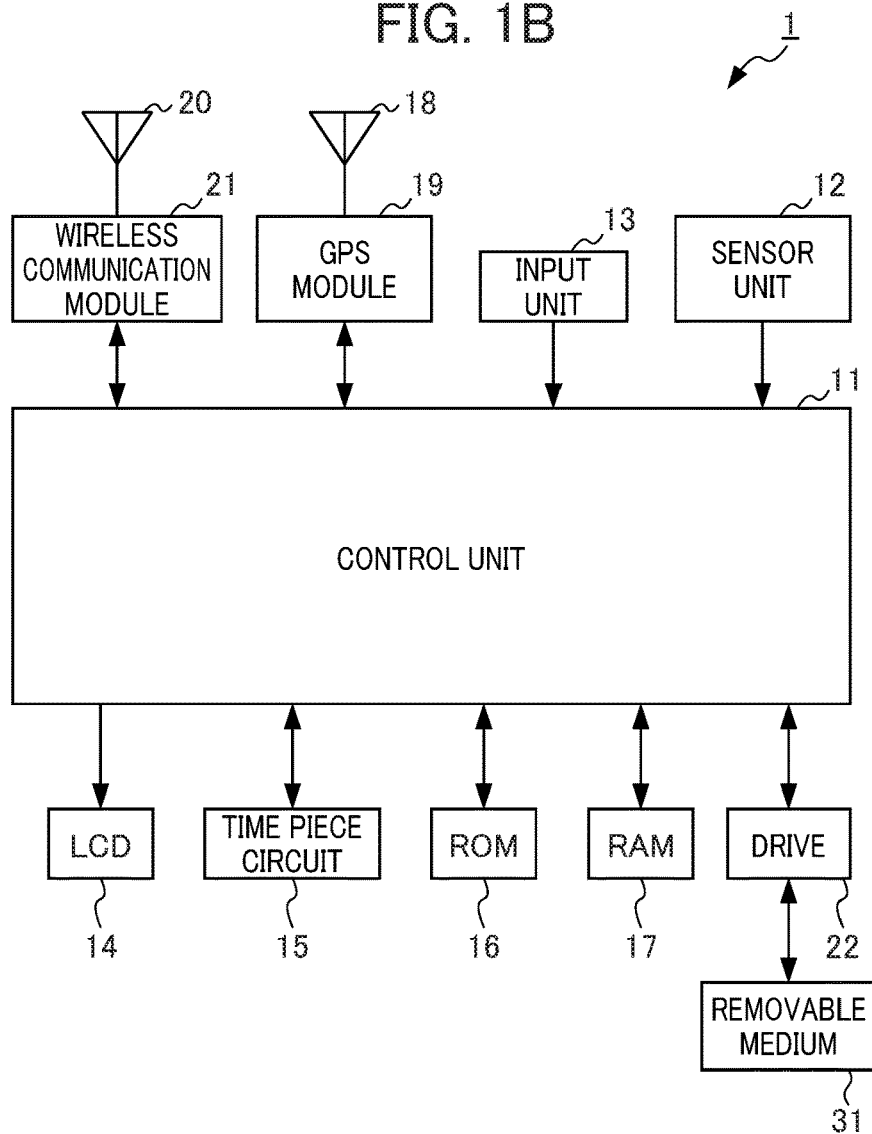 FIG. 1B
1
20
18
21
19
13
12
WIRELESS
COMMUNICATION
MODULE
GPS
MODULE
INPUT
UNIT
SENSOR
UNIT
11
CONTROL UNIT
LCD
TIME PIECE
CIRCUIT
ROM
RAM
DRIVE
14
15
16
17
22
REMOVABLE
MEDIUM
31